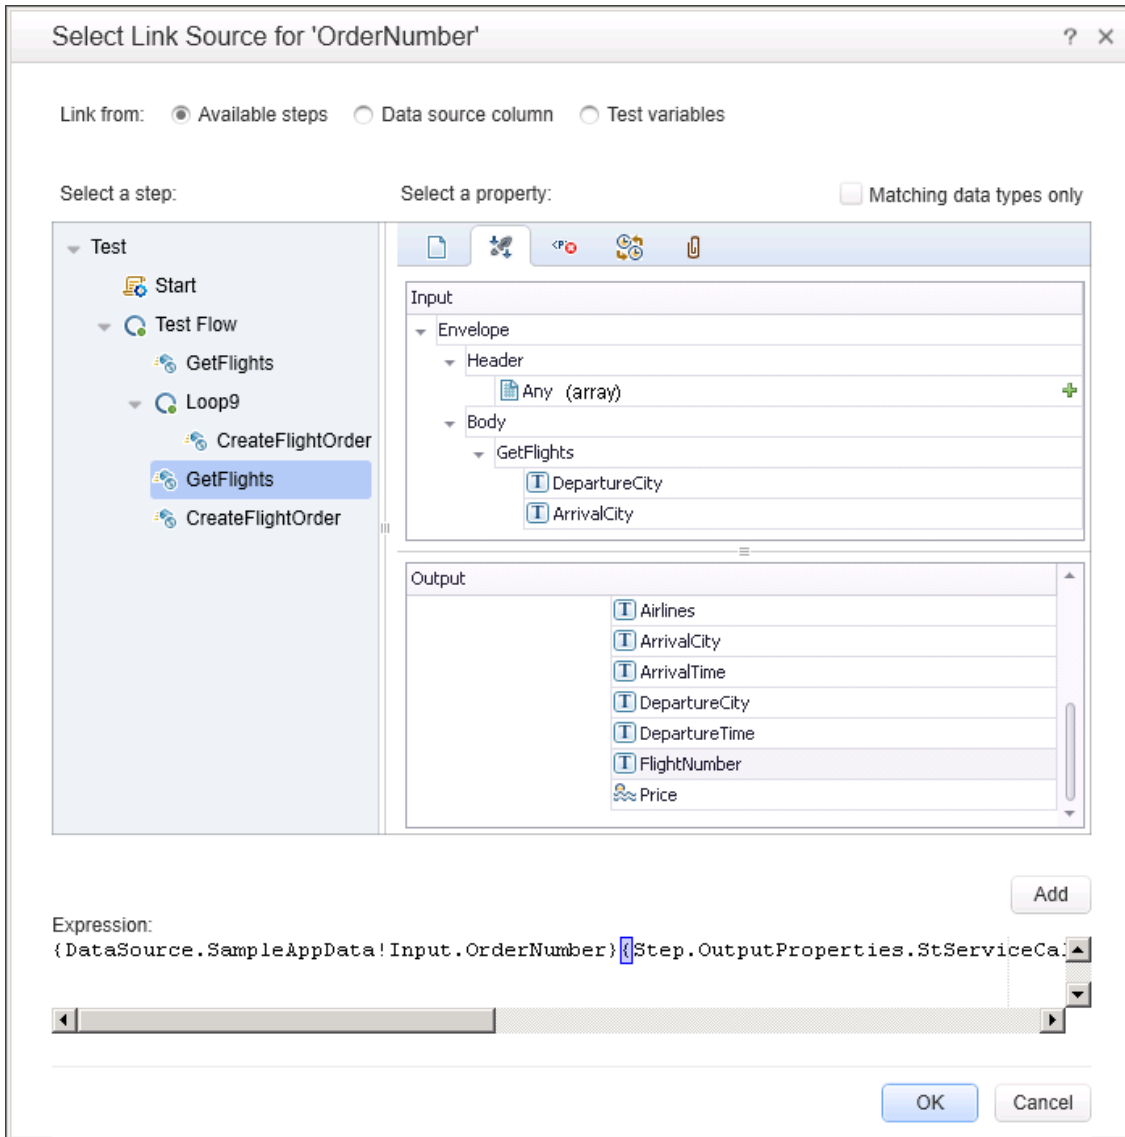 Select Link Source for 'OrderNumber'
?
Link from: Available steps Data source column Test variables
Select a step: Select a property: Matching data types only
Test
Start
Test Flow
GetFlights
Loop9
CreateFlightOrder
GetFlights
CreateFlightOrder
Input
Envelope
Header
Any (array)
Body
GetFlights
DepartureCity
ArrivalCity
Output
Airlines
ArrivalCity
ArrivalTime
DepartureCity
DepartureTime
FlightNumber
Price
Add
Expression:
{DataSource.SampleAppData!Input.OrderNumber}{Step.OutputProperties.StServiceCal
OK Cancel